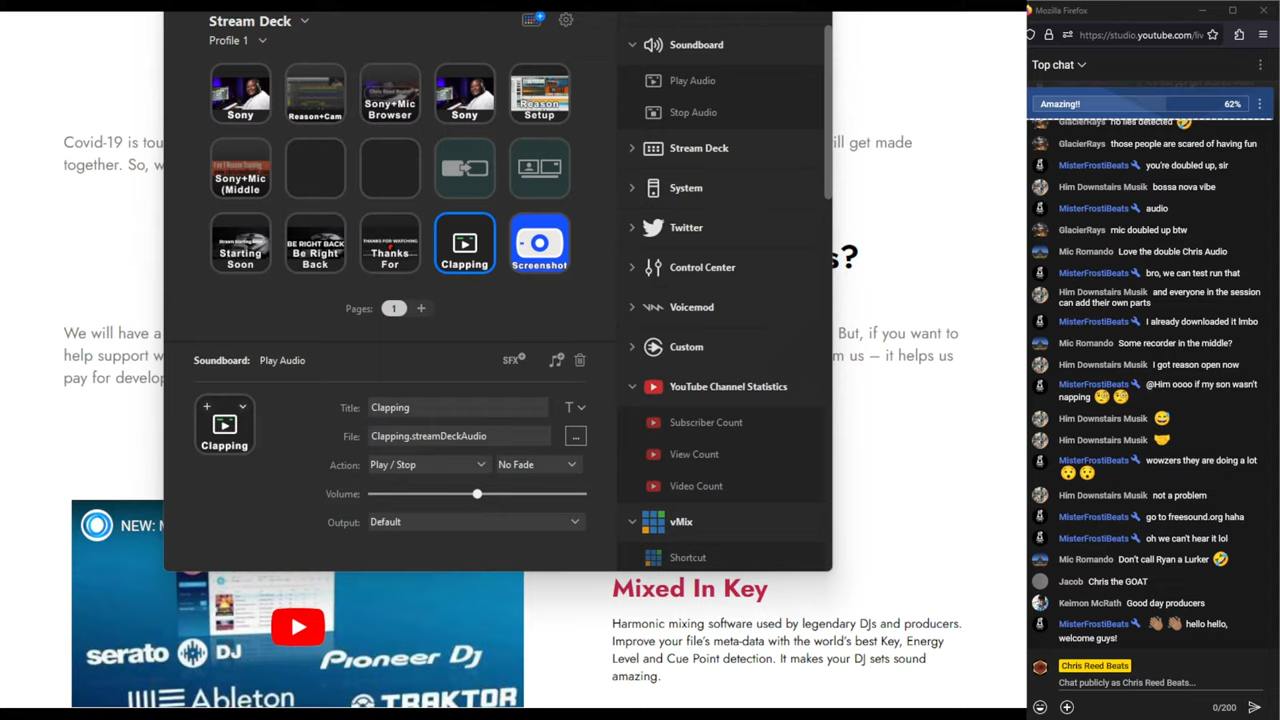 Stream Deck
Profile 1
Sony
Reason+Cam
Sony+Mic
Browser
Sony
Reason
Setup
Sony+Mic
(Middle
Starting
Soon
BE RIGHT BACK
Be Right
Back
THANKS FOR WATCHING
Thanks
For
Clapping
Screenshot
Pages: 1 +
Soundboard: Play Audio
SFX
Clapping
Title: Clapping
T
File: Clapping.streamDeckAudio
...
Action: Play / Stop No Fade
Volume:
Output: Default
Soundboard
Play Audio
Stop Audio
Stream Deck
System
Twitter
Control Center
Voicemod
Custom
YouTube Channel Statistics
Subscriber Count
View Count
Video Count
vMix
Shortcut
Covid-19 is tou
together. So, w
ill get made
s?
We will have a
help support w
pay for develop
But, if you want to
m us – it helps us
NEW: M
serato DJ
Pioneer Dj
Ableton
TRAKTOR
Mixed In Key
Harmonic mixing software used by legendary DJs and producers.
Improve your file's meta-data with the world's best Key, Energy
Level and Cue Point detection. It makes your DJ sets sound
amazing.
Mozilla Firefox
https://studio.youtube.com/liv
Top chat
Amazing!! 62%
GlacierRays no lies detected 🤣
GlacierRays those people are scared of having fun
MisterFrostiBeats you're doubled up, sir
Him Downstairs Musik bossa nova vibe
MisterFrostiBeats audio
GlacierRays mic doubled up btw
Mic Romando Love the double Chris Audio
MisterFrostiBeats bro, we can test run that
Him Downstairs Musik and everyone in the session
can add their own parts
MisterFrostiBeats I already downloaded it lmbo
Mic Romando Some recorder in the middle?
Him Downstairs Musik I got reason open now
MisterFrostiBeats @Him oooo if my son wasn't
napping 🧐 🧐
Him Downstairs Musik 😅
Him Downstairs Musik 🤝
MisterFrostiBeats wowzers they are doing a lot
😯 😯
Him Downstairs Musik not a problem
MisterFrostiBeats go to freesound.org haha
MisterFrostiBeats oh we can't hear it lol
Mic Romando Don't call Ryan a Lurker 🤣
Jacob Chris the GOAT
Keimon McRath Good day producers
MisterFrostiBeats 👋🏽 👋🏽 hello hello,
welcome guys!
Chris Reed Beats
Chat publicly as Chris Reed Beats...
0/200